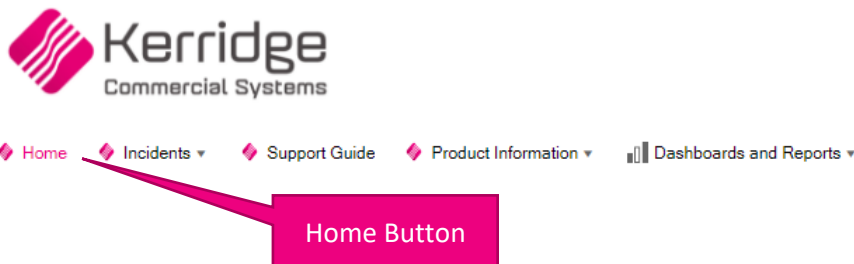 Kerridge
Commercial Systems
Home Incidents Support Guide Product Information Dashboards and Reports
Home Button